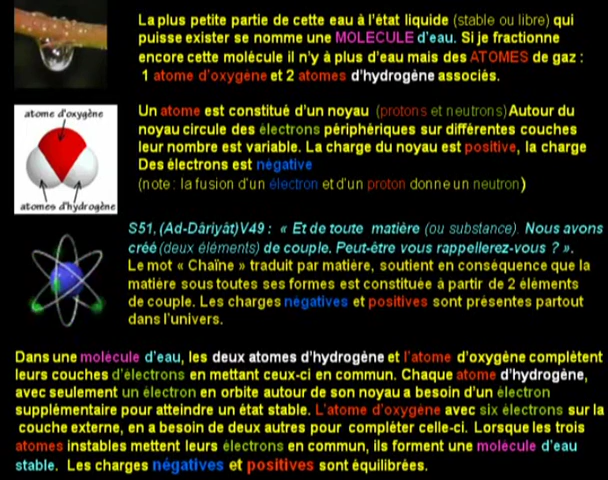 La plus petite partie de cette eau à l'état liquide (stable ou libre) qui
puisse exister se nomme une MOLECULE d'eau. Si je fractionne
encore cette molécule il n'y à plus d'eau mais des ATOMES de gaz :
1 atome d'oxygène et 2 atomes d'hydrogène associés.
atome d'oxygène
atomes d'hydrogène
Un atome est constitué d'un noyau (protons et neutrons) Autour du
noyau circule des électrons périphériques sur différentes couches
leur nombre est variable. La charge du noyau est positive, la charge
Des électrons est négative
(note : la fusion d'un électron et d'un proton donne un neutron)
S51, (Ad-Dâriyât)V49 : « Et de toute matière (ou substance). Nous avons
créé (deux éléments) de couple. Peut-être vous rappellerez-vous ? ».
Le mot « Chaîne » traduit par matière, soutient en conséquence que la
matière sous toutes ses formes est constituée à partir de 2 éléments
de couple. Les charges négatives et positives sont présentes partout
dans l'univers.
Dans une molécule d'eau, les deux atomes d'hydrogène et l'atome d'oxygène complètent
leurs couches d'électrons en mettant ceux-ci en commun. Chaque atome d'hydrogène,
avec seulement un électron en orbite autour de son noyau a besoin d'un électron
supplémentaire pour atteindre un état stable. L'atome d'oxygène avec six électrons sur la
couche externe, en a besoin de deux autres pour compléter celle-ci. Lorsque les trois
atomes instables mettent leurs électrons en commun, ils forment une molécule d'eau
stable. Les charges négatives et positives sont équilibrées.